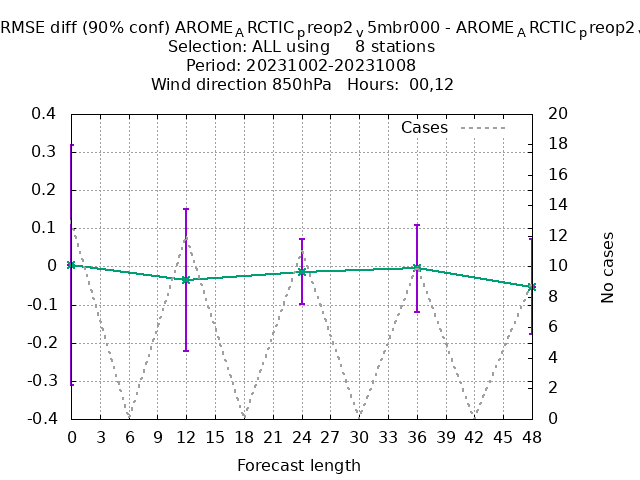 RMSE diff (90% conf) AROME_ARCTIC_preop2_v5mbr000 - AROME_ARCTIC_preop2
Selection: ALL using 8 stations
Period: 20231002-20231008
Wind direction 850hPa Hours: 00,12
Cases
0.4
0.3
0.2
0.1
0
-0.1
-0.2
-0.3
-0.4
20
18
16
14
12
10
8
6
4
2
0
No cases
0 3 6 9 12 15 18 21 24 27 30 33 36 39 42 45 48
Forecast length